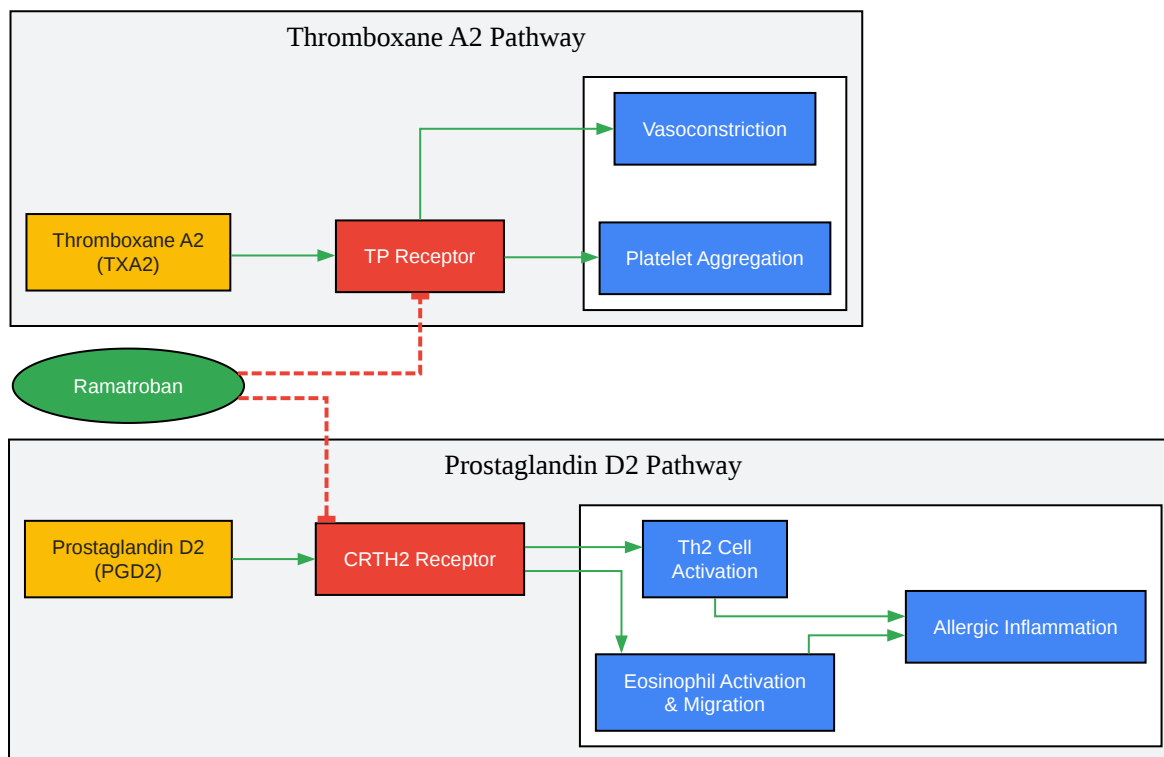 Thromboxane A2 Pathway
Vasoconstriction
Thromboxane A2
(TXA2)
TP Receptor
Platelet Aggregation
Ramatroban
Prostaglandin D2 Pathway
Prostaglandin D2
(PGD2)
CRTH2 Receptor
Th2 Cell
Activation
Allergic Inflammation
Eosinophil Activation
& Migration